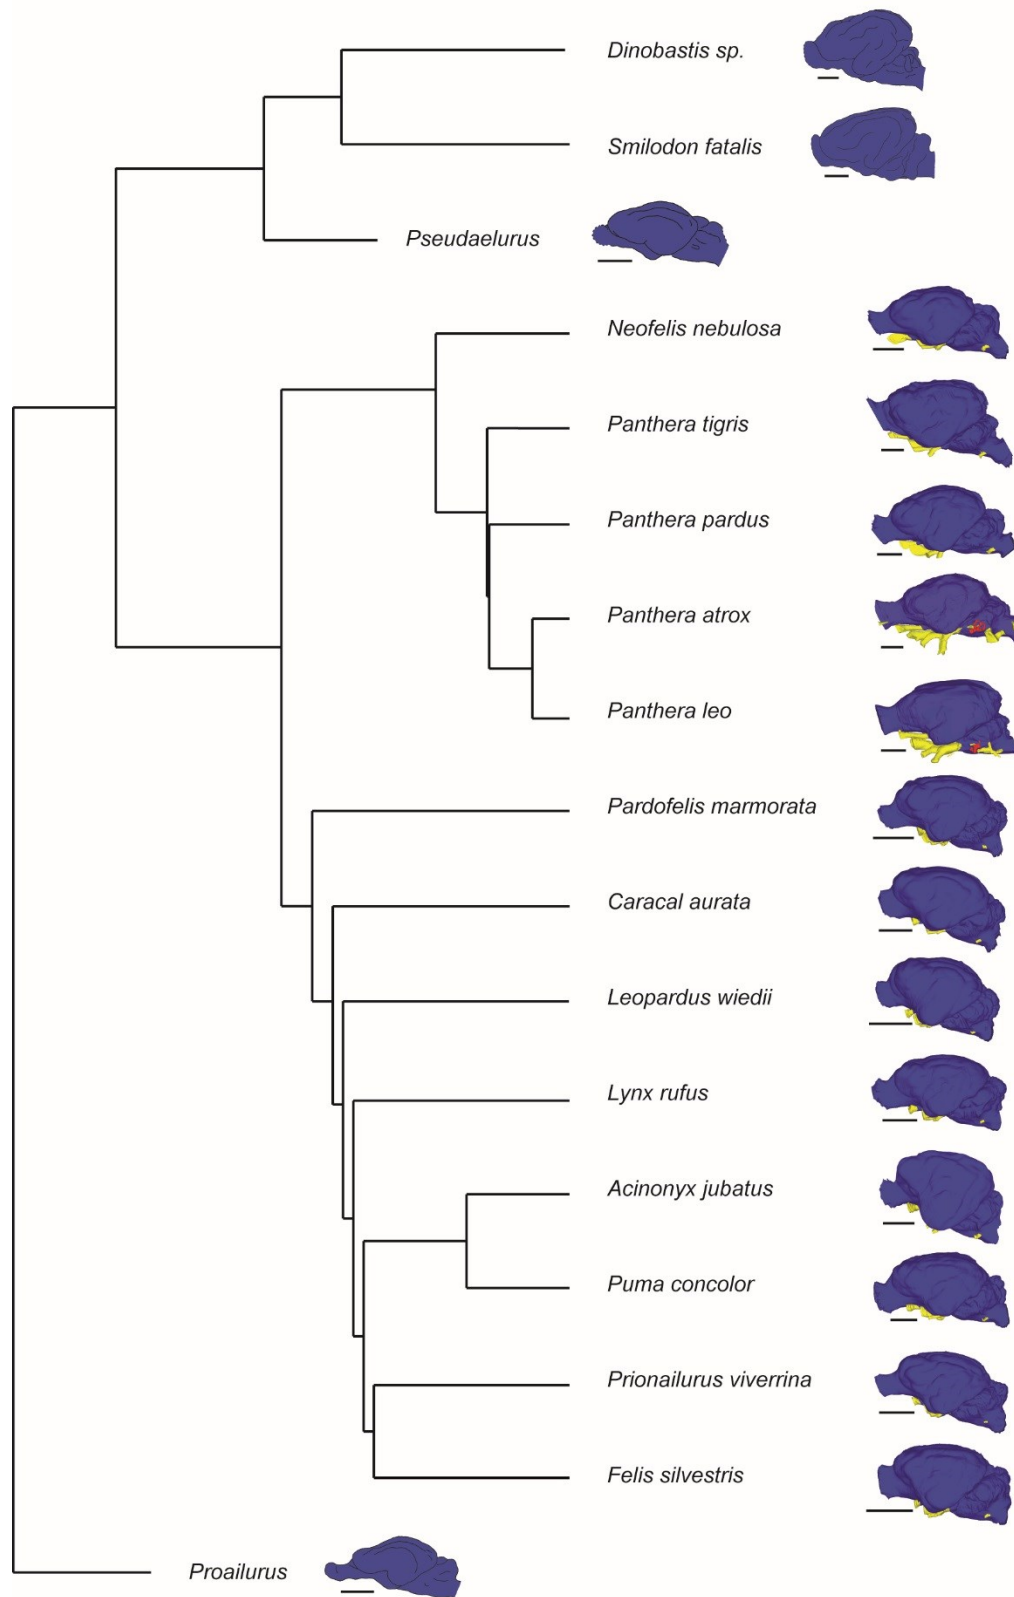 Dinobastis sp.
Smilodon fatalis
Pseudaelurus
Neofelis nebulosa
Panthera tigris
Panthera pardus
Panthera atrox
Panthera leo
Pardofelis marmorata
Caracal aurata
Leopardus wiedii
Lynx rufus
Acinonyx jubatus
Puma concolor
Prionailurus viverrina
Felis silvestris
Proailurus